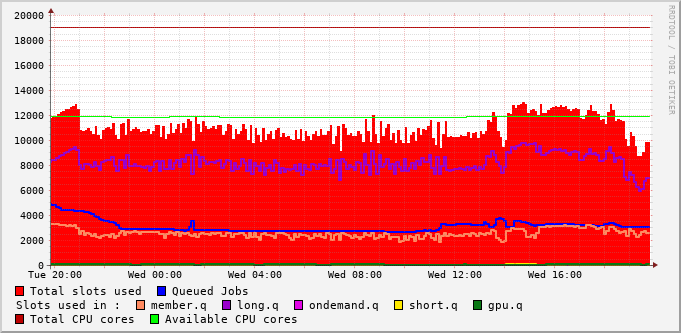 20000
18000
16000
14000
12000
10000
8000
6000
4000
2000
0
Tue 20:00 Wed 00:00 Wed 04:00 Wed 08:00 Wed 12:00 Wed 16:00
Total slots used Queued Jobs
Slots used in : member.q long.q ondemand.q short.q gpu.q
Total CPU cores Available CPU cores
RRDTOOL / TOBI OETIKER